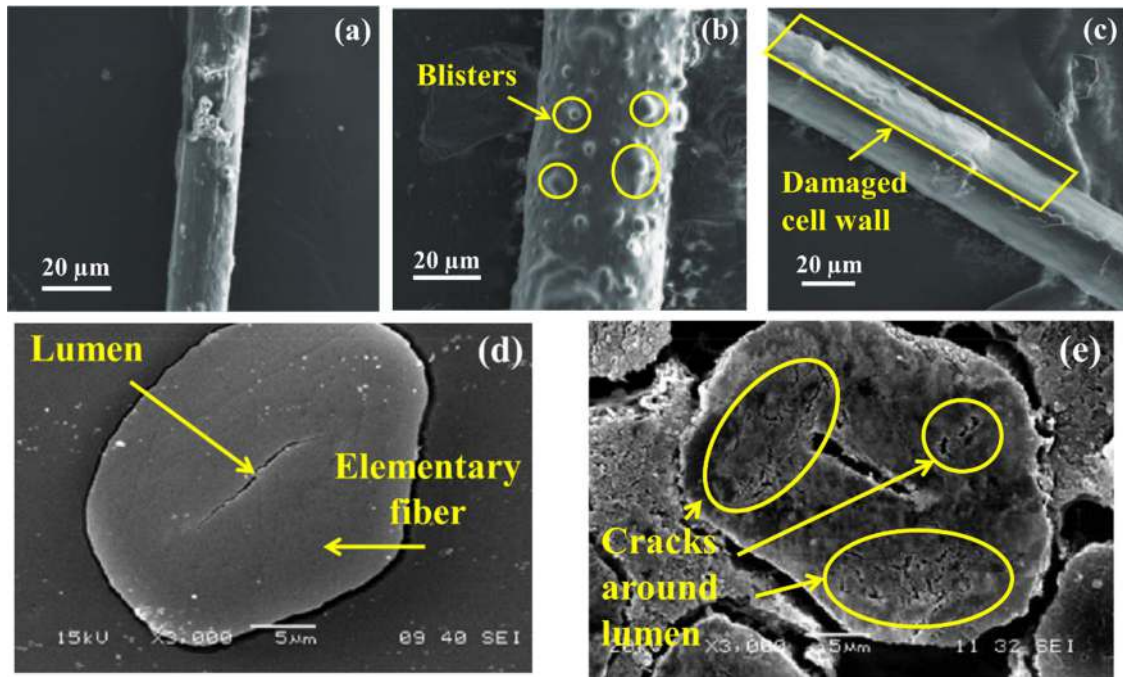 (a)
20 µm
(b)
Blisters
20 µm
(c)
Damaged
cell wall
20 µm
(d)
Lumen
Elementary
fiber
15kV X3,000 5µm 09 40 SEI
(e)
Cracks
around
lumen
X3,000 5µm 11 32 SEI